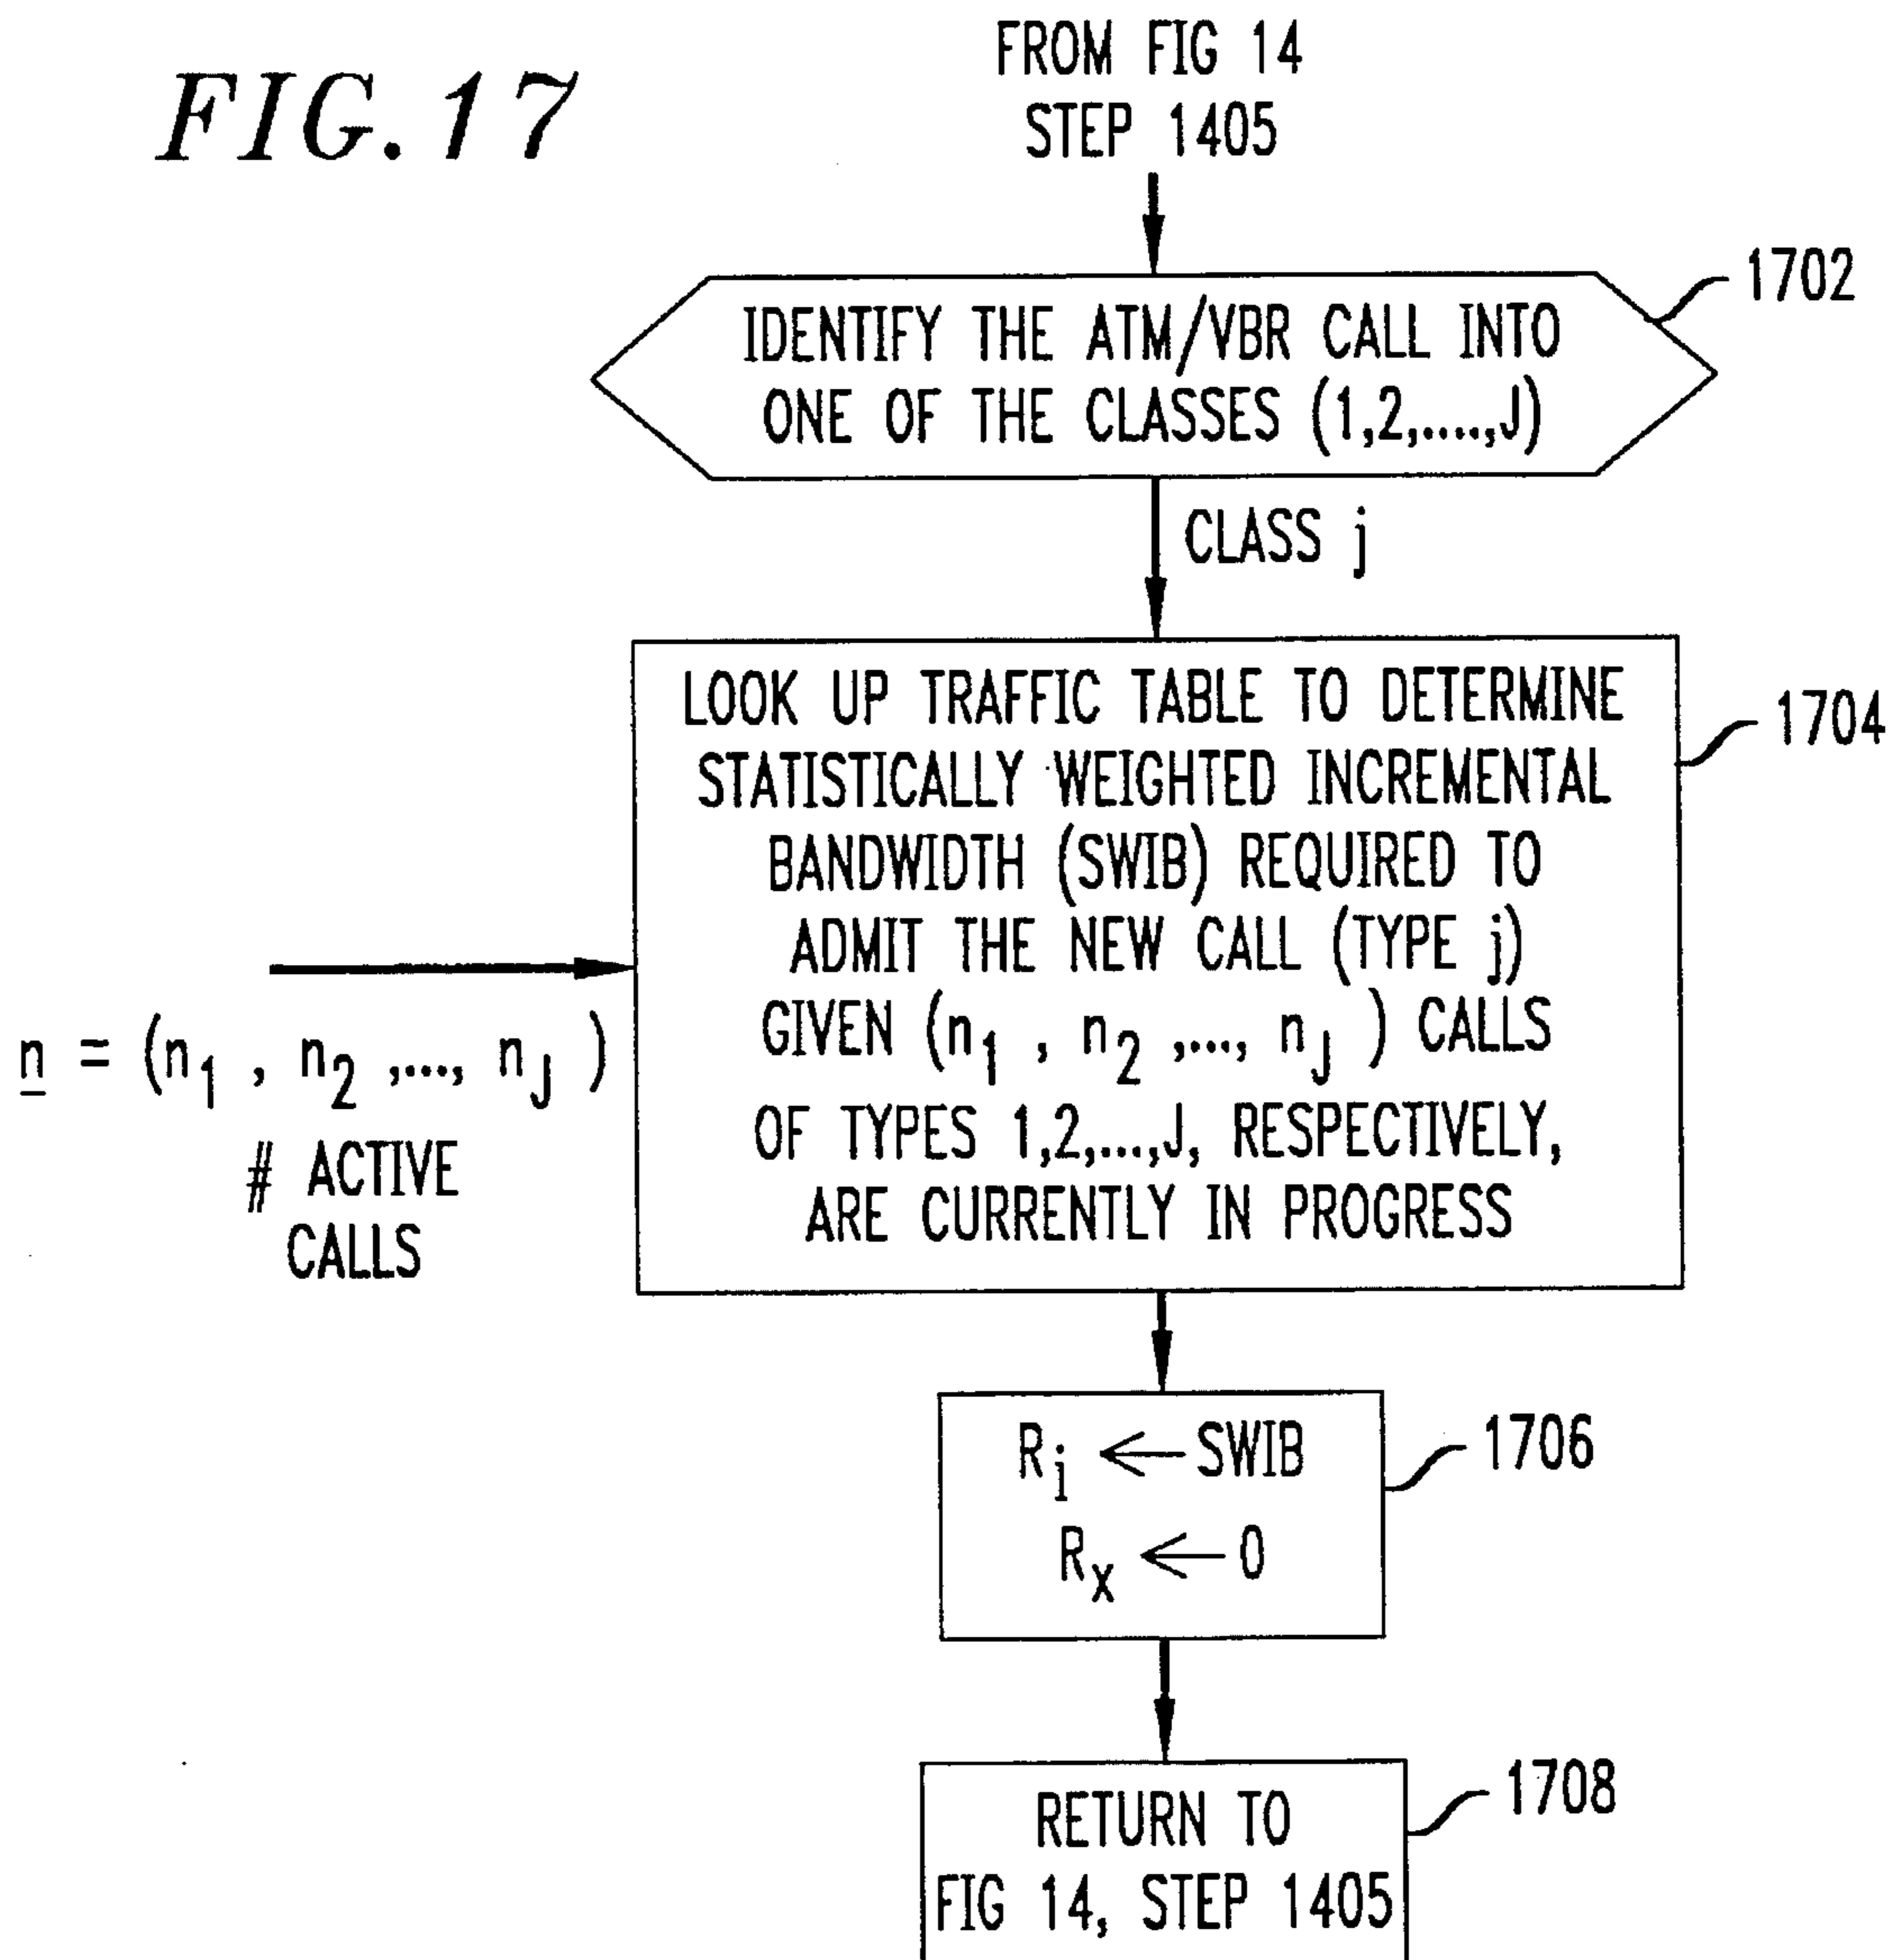 FIG. 17
FROM FIG 14
STEP 1405
IDENTIFY THE ATM/VBR CALL INTO
ONE OF THE CLASSES (1,2,....,J)
1702
CLASS j
LOOK UP TRAFFIC TABLE TO DETERMINE
STATISTICALLY WEIGHTED INCREMENTAL
BANDWIDTH (SWIB) REQUIRED TO
ADMIT THE NEW CALL (TYPE j)
GIVEN (n1 , n2 ,..., nJ ) CALLS
OF TYPES 1,2,...,J, RESPECTIVELY,
ARE CURRENTLY IN PROGRESS
1704
n = (n1 , n2 ,..., nJ )
# ACTIVE
CALLS
Ri ← SWIB
Rx ← 0
1706
RETURN TO
FIG 14, STEP 1405
1708